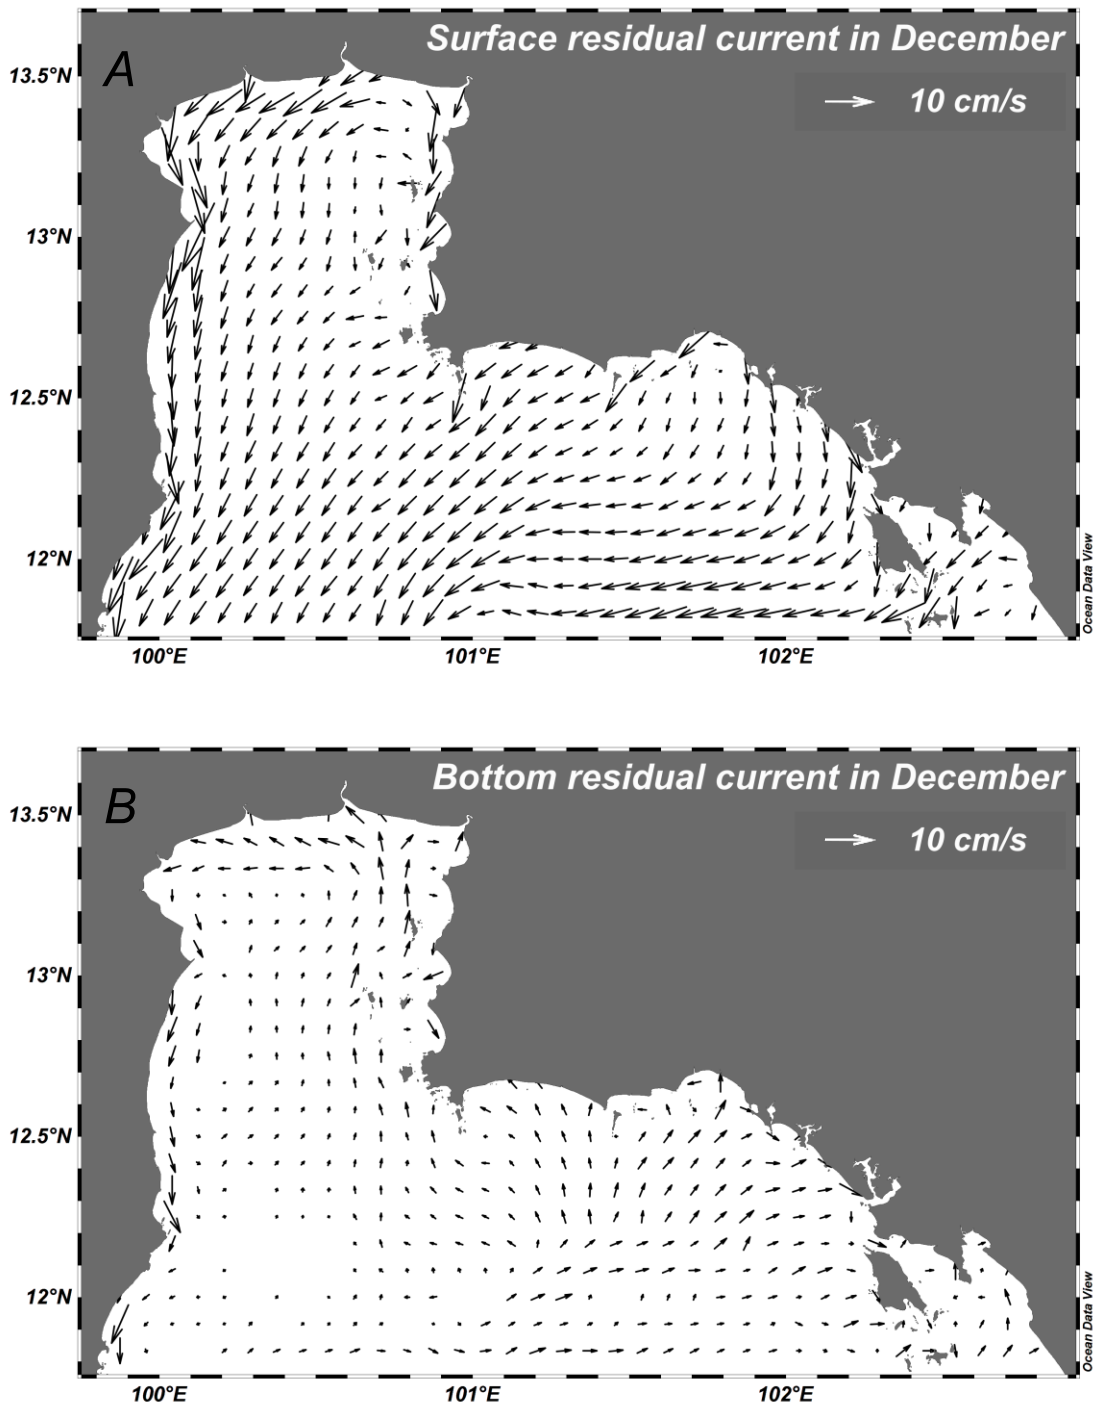 A
Surface residual current in December
10 cm/s
13.5°N
13°N
12.5°N
12°N
100°E
101°E
102°E
Ocean Data View
B
Bottom residual current in December
10 cm/s
13.5°N
13°N
12.5°N
12°N
100°E
101°E
102°E
Ocean Data View